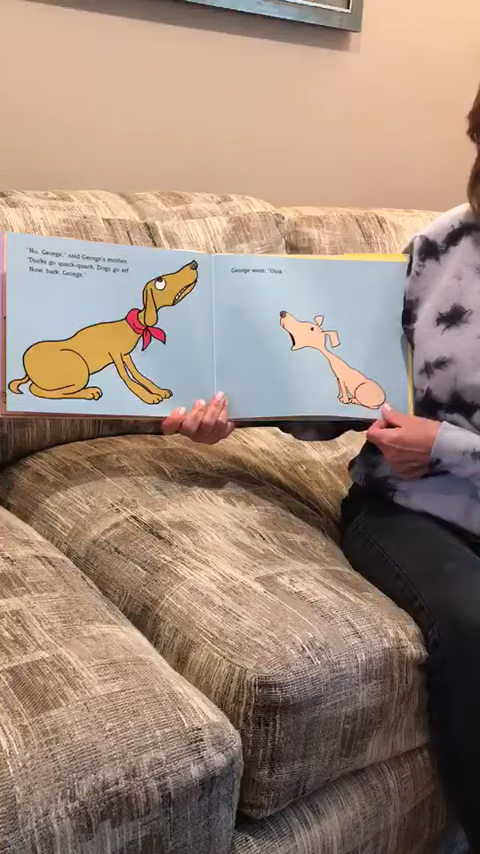 "No, George," said George's mother.
"Ducks go quack-quack. Dogs go arf.
Now, bark, George."
George went: "Oink."